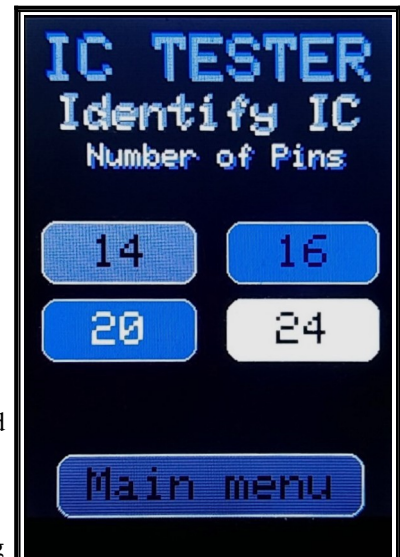 IC TESTER
Identify IC
Number of Pins
14 16
20 24
Main menu